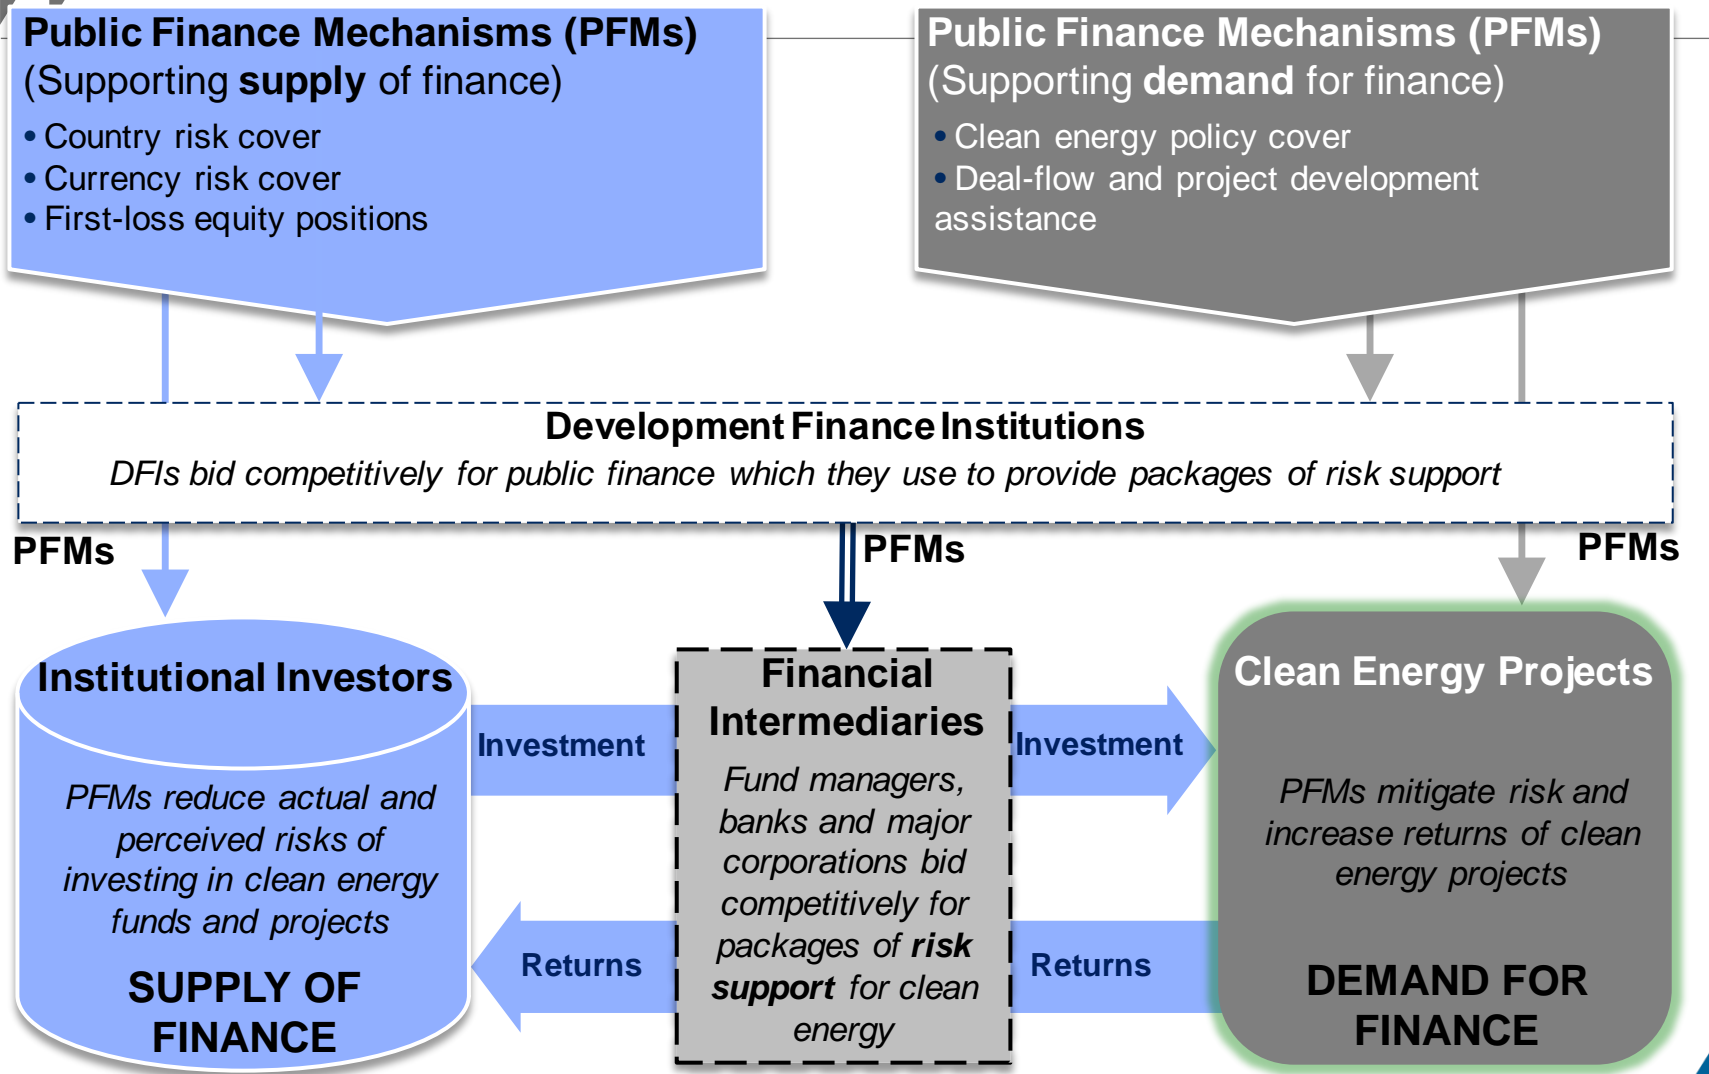 Public Finance Mechanisms (PFMs)
(Supporting supply of finance)
• Country risk cover
• Currency risk cover
• First-loss equity positions
Public Finance Mechanisms (PFMs)
(Supporting demand for finance)
• Clean energy policy cover
• Deal-flow and project development
assistance
Development Finance Institutions
DFIs bid competitively for public finance which they use to provide packages of risk support
PFMs
PFMs
PFMs
Institutional Investors
PFMs reduce actual and
perceived risks of
investing in clean energy
funds and projects
SUPPLY OF
FINANCE
Investment
Returns
Financial
Intermediaries
Fund managers,
banks and major
corporations bid
competitively for
packages of risk
support for clean
energy
Investment
Returns
Clean Energy Projects
PFMs mitigate risk and
increase returns of clean
energy projects
DEMAND FOR
FINANCE